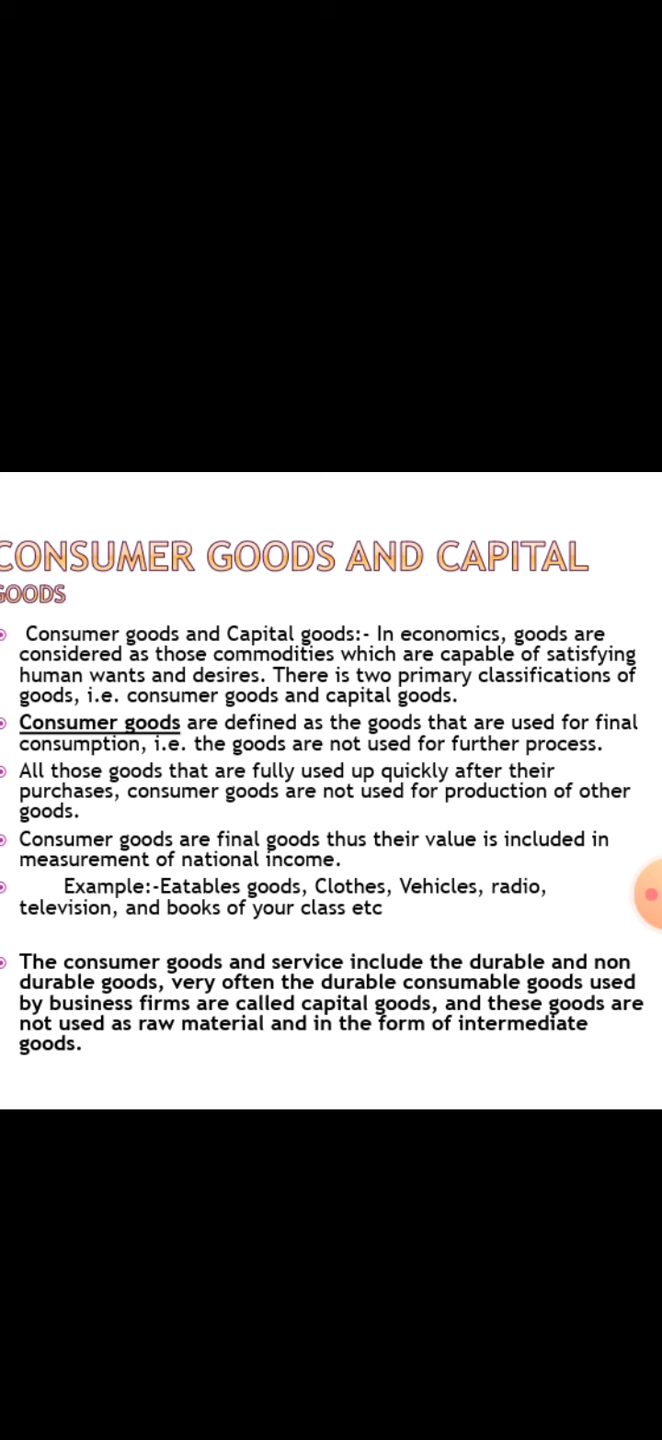 CONSUMER GOODS AND CAPITAL
GOODS
Consumer goods and Capital goods:- In economics, goods are
considered as those commodities which are capable of satisfying
human wants and desires. There is two primary classifications of
goods, i.e. consumer goods and capital goods.
Consumer goods are defined as the goods that are used for final
consumption, i.e. the goods are not used for further process.
All those goods that are fully used up quickly after their
purchases, consumer goods are not used for production of other
goods.
Consumer goods are final goods thus their value is included in
measurement of national income.
Example:-Eatables goods, Clothes, Vehicles, radio,
television, and books of your class etc
The consumer goods and service include the durable and non
durable goods, very often the durable consumable goods used
by business firms are called capital goods, and these goods are
not used as raw material and in the form of intermediate
goods.